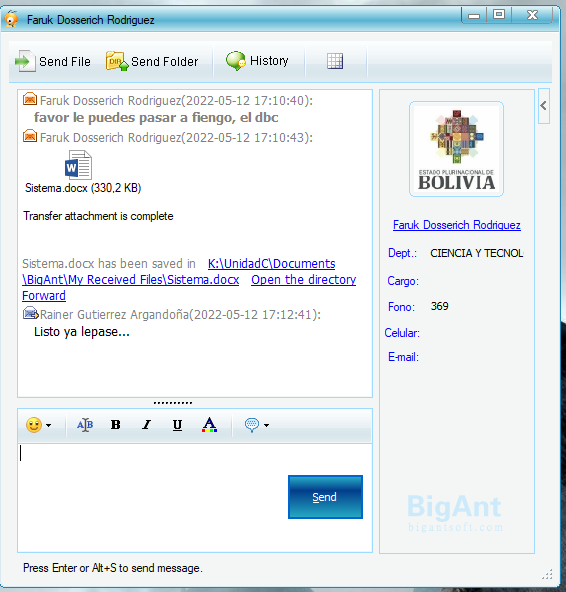 Faruk Dosserich Rodriguez
Send File
DIR
Send Folder
History
Faruk Dosserich Rodriguez(2022-05-12 17:10:40):
favor le puedes pasar a fiengo, el dbc
Faruk Dosserich Rodriguez(2022-05-12 17:10:43):
W
Sistema.docx (330,2 KB)
Transfer attachment is complete
Sistema.docx has been saved in K:\UnidadC\Documents
\BigAnt\My Received Files\Sistema.docx Open the directory
Forward
Rainer Gutierrez Argandoña(2022-05-12 17:12:41):
Listo ya lepase...
AB B I U A
Send
Press Enter or Alt+S to send message.
ESTADO PLURINACIONAL DE
BOLIVIA
Faruk Dosserich Rodriguez
Dept.: CIENCIA Y TECNOL
Cargo:
Fono: 369
Celular:
E-mail:
BigAnt
bigantsoft.com